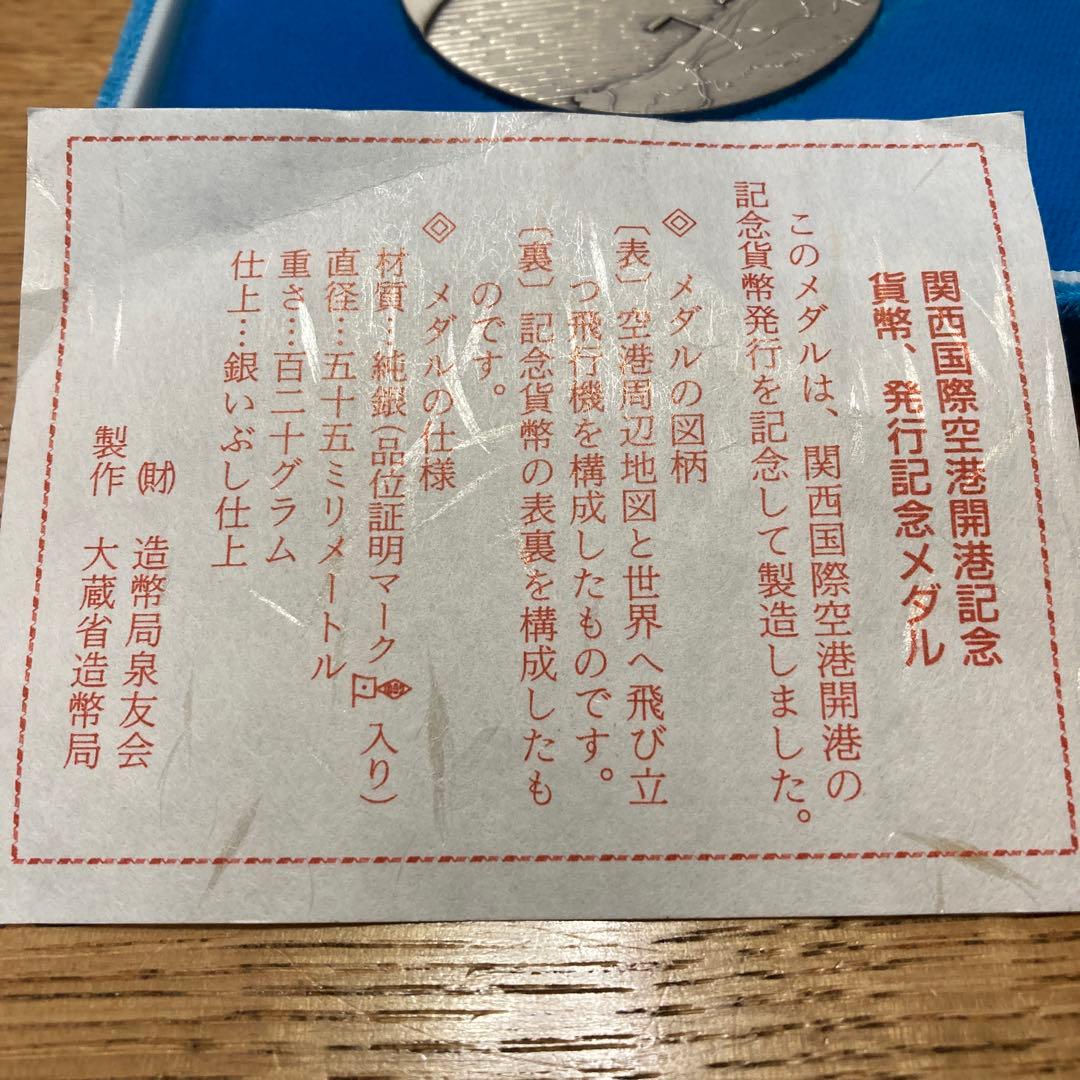 関西国際空港開港記念
貨幣、発行記念メダル
このメダルは、関西国際空港開港の
記念貨幣発行を記念して製造しました。
◈ メダルの図柄
〔表〕空港周辺地図と世界へ飛び立
つ飛行機を構成したものです。
〔裏〕記念貨幣の表裏を構成したも
のです。
◈ メダルの仕様
材質…純銀(品位証明マーク入り)
直径…五十五ミリメートル
重さ…百二十グラム
仕上…銀いぶし仕上
㈶ 造幣局泉友会
製作 大蔵省造幣局